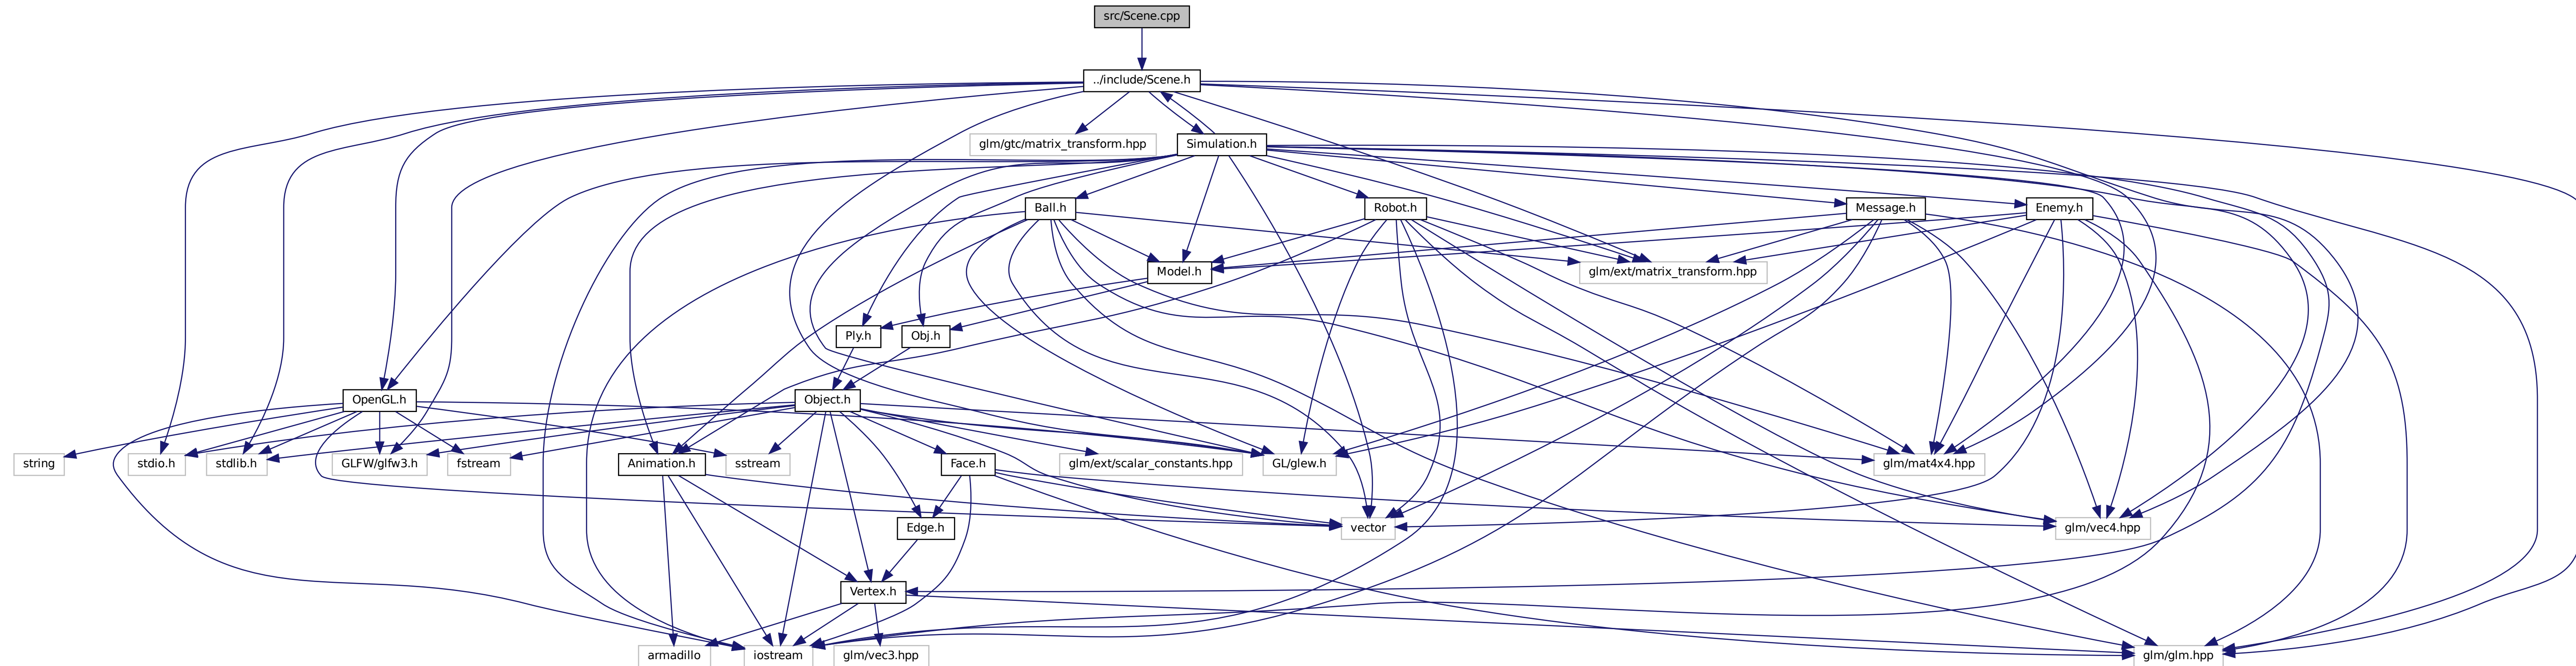 src/Scene.cpp
../include/Scene.h
glm/gtc/matrix_transform.hpp
Simulation.h
Ball.h
Robot.h
Message.h
Enemy.h
Model.h
glm/ext/matrix_transform.hpp
Ply.h
Obj.h
OpenGL.h
Object.h
string
stdio.h
stdlib.h
GLFW/glfw3.h
fstream
Animation.h
sstream
Face.h
glm/ext/scalar_constants.hpp
GL/glew.h
glm/mat4x4.hpp
Edge.h
vector
glm/vec4.hpp
Vertex.h
armadillo
iostream
glm/vec3.hpp
glm/glm.hpp